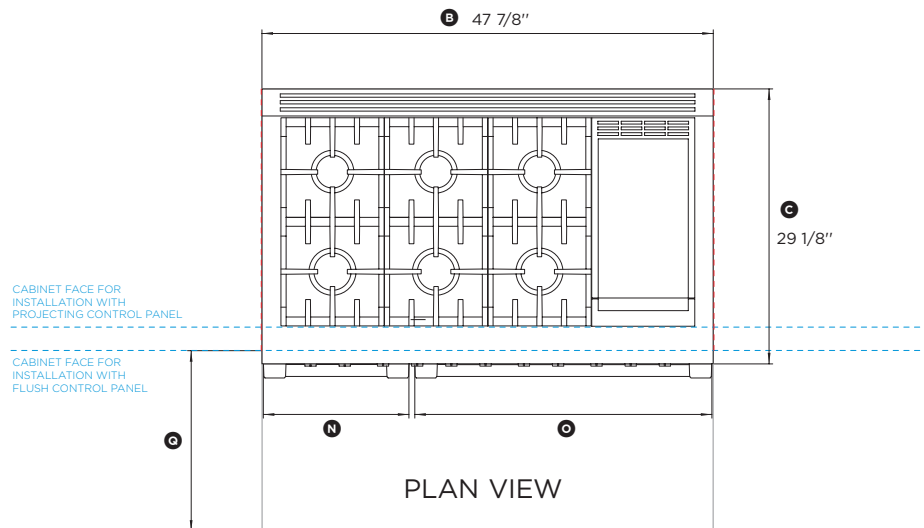 B 47 7/8"
C
29 1/8"
CABINET FACE FOR
INSTALLATION WITH
PROJECTING CONTROL PANEL
CABINET FACE FOR
INSTALLATION WITH
FLUSH CONTROL PANEL
N
O
Q
PLAN VIEW